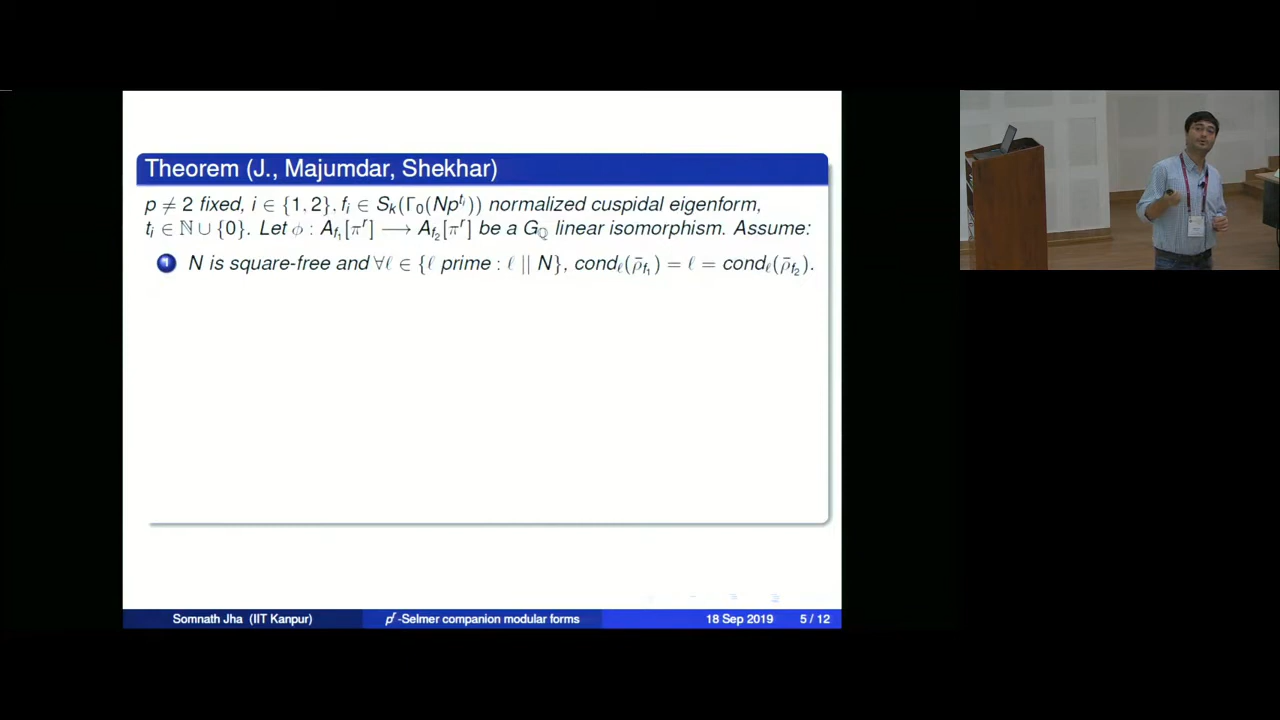 Theorem (J., Majumdar, Shekhar)
p ≠ 2 fixed, i ∈ {1, 2}. f_i ∈ S_k(Γ_0(Np^{t_i})) normalized cuspidal eigenform,
t_i ∈ ℕ ∪ {0}. Let φ : A_{f_1}[π^r] ⟶ A_{f_2}[π^r] be a G_ℚ linear isomorphism. Assume:
1 N is square-free and ∀ℓ ∈ {ℓ prime : ℓ || N}, cond_ℓ(ρ̄_{f_1}) = ℓ = cond_ℓ(ρ̄_{f_2}).
Somnath Jha (IIT Kanpur) p^r-Selmer companion modular forms 18 Sep 2019 5 / 12